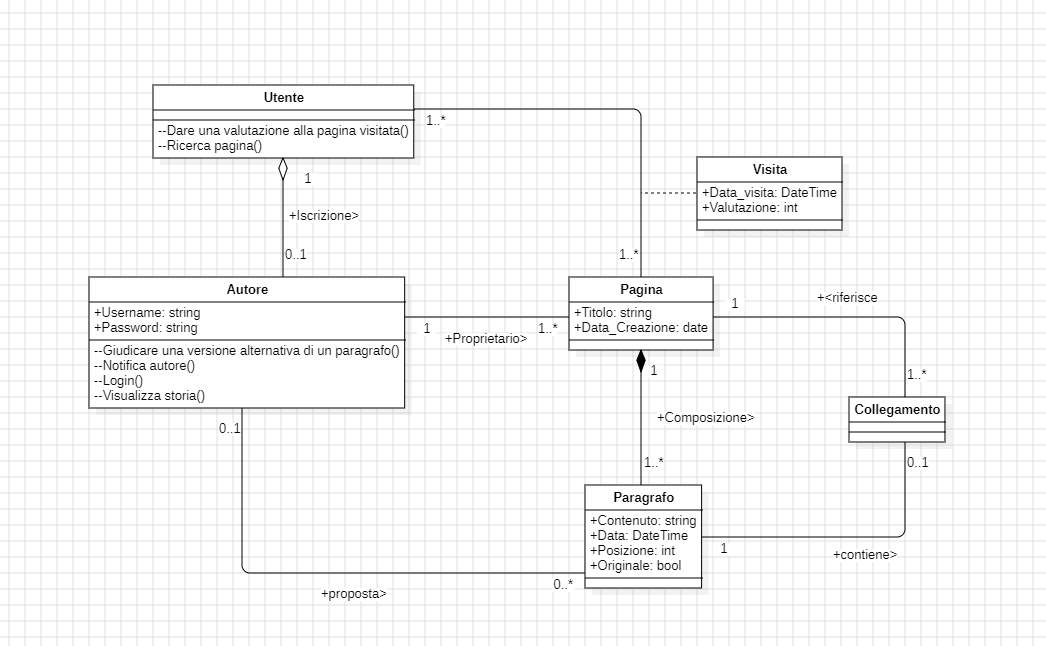 Utente
--Dare una valutazione alla pagina visitata()
--Ricerca pagina()
1..*
1
+Iscrizione>
0..1
Visita
+Data_visita: DateTime
+Valutazione: int
1..*
Autore
+Username: string
+Password: string
--Giudicare una versione alternativa di un paragrafo()
--Notifica autore()
--Login()
--Visualizza storia()
1
+Proprietario>
1..*
Pagina
+Titolo: string
+Data_Creazione: date
1
+<riferisce
1..*
1
+Composizione>
1..*
Collegamento
0..1
Paragrafo
+Contenuto: string
+Data: DateTime
+Posizione: int
+Originale: bool
1
+contiene>
0..1
+proposta>
0..*